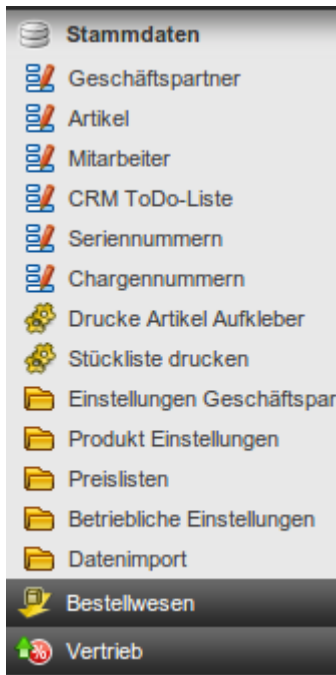 Stammdaten
Geschäftspartner
Artikel
Mitarbeiter
CRM ToDo-Liste
Seriennummern
Chargennummern
Drucke Artikel Aufkleber
Stückliste drucken
Einstellungen Geschäftspar
Produkt Einstellungen
Preislisten
Betriebliche Einstellungen
Datenimport
Bestellwesen
Vertrieb